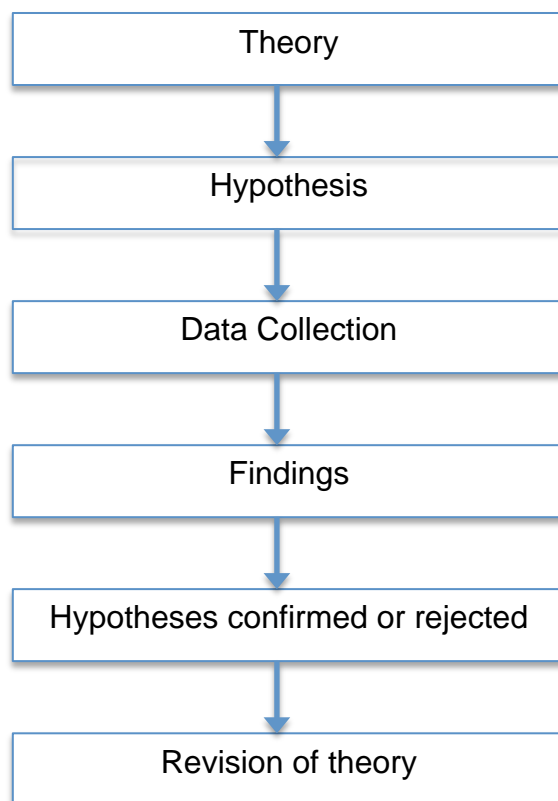 Theory
Hypothesis
Data Collection
Findings
Hypotheses confirmed or rejected
Revision of theory